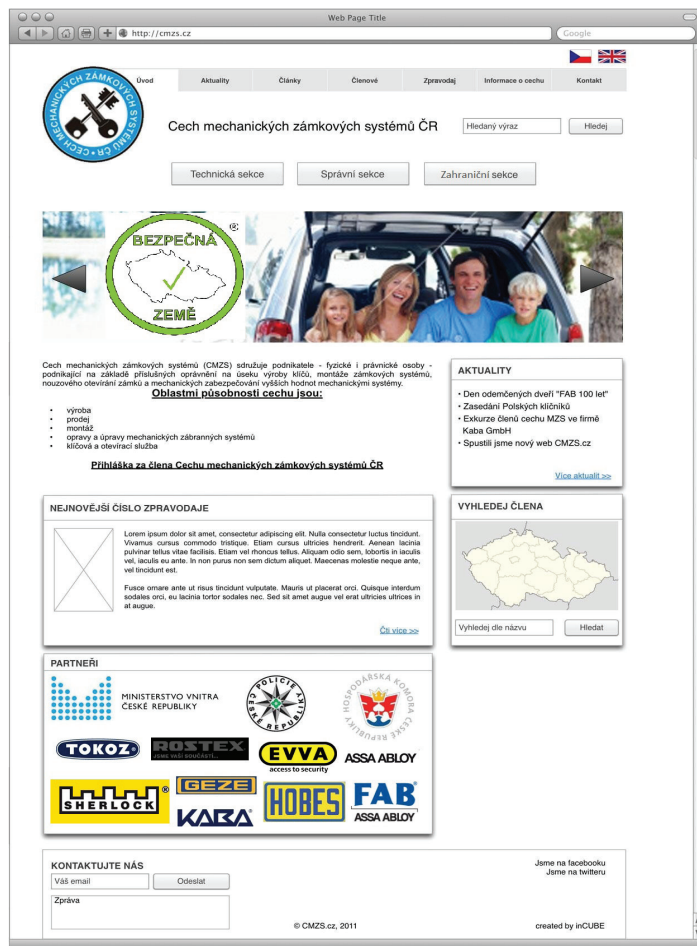 Web Page Title
http://cmzs.cz
Google
Úvod
Aktuality
Články
Členové
Zpravodaj
Informace o cechu
Kontakt
CECH MECHANICKÝCH ZÁMKOVÝCH SYSTÉMŮ ČR
Cech mechanických zámkových systémů ČR
Hledaný výraz
Hledej
Technická sekce
Správní sekce
Zahraniční sekce
BEZPEČNÁ
ZEMĚ
®
Cech mechanických zámkových systémů (CMZS) sdružuje podnikatele - fyzické i právnické osoby -
podnikající na základě příslušných oprávnění na úseku výroby klíčů, montáže zámkových systémů,
nouzového otevírání zámků a mechanických zabezpečování vyšších hodnot mechanickými systémy.
Oblastmi působnosti cechu jsou:
• výroba
• prodej
• montáž
• opravy a úpravy mechanických zábranných systémů
• klíčová a otevírací služba
Přihláška za člena Cechu mechanických zámkových systémů ČR
AKTUALITY
• Den odemčených dveří "FAB 100 let"
• Zasedání Polských klíčníků
• Exkurze členů cechu MZS ve firmě
Kaba GmbH
• Spustili jsme nový web CMZS.cz
Více aktualit >>
NEJNOVĚJŠÍ ČÍSLO ZPRAVODAJE
Lorem ipsum dolor sit amet, consectetur adipiscing elit. Nulla consectetur luctus tincidunt.
Vivamus cursus commodo tristique. Etiam cursus ultricies hendrerit. Aenean lacinia
pulvinar tellus vitae facilisis. Etiam vel rhoncus tellus. Aliquam odio sem, lobortis in iaculis
vel, iaculis eu ante. In non purus non sem dictum aliquet. Maecenas molestie neque ante,
vel tincidunt est.
Fusce ornare ante ut risus tincidunt vulputate. Mauris ut placerat orci. Quisque interdum
sodales orci, eu lacinia tortor sodales nec. Sed sit amet augue vel erat ultricies ultrices in
at augue.
Čti více >>
VYHLEDEJ ČLENA
Vyhledej dle názvu
Hledat
PARTNEŘI
MINISTERSTVO VNITRA
ČESKÉ REPUBLIKY
POLICIE
ČESKÉ REPUBLIKY
HOSPODÁŘSKA KOMORA
ČESKÉ REPUBLIKY
TOKOZ®
ROSTEX
JSME VAŠÍ SOUČÁSTÍ...
EVVA
access to security
ASSA ABLOY
SHERLOCK®
GEZE
KABA®
HOBES
FAB®
ASSA ABLOY
KONTAKTUJTE NÁS
Váš email
Odeslat
Zpráva
Jsme na facebooku
Jsme na twitteru
© CMZS.cz, 2011
created by inCUBE